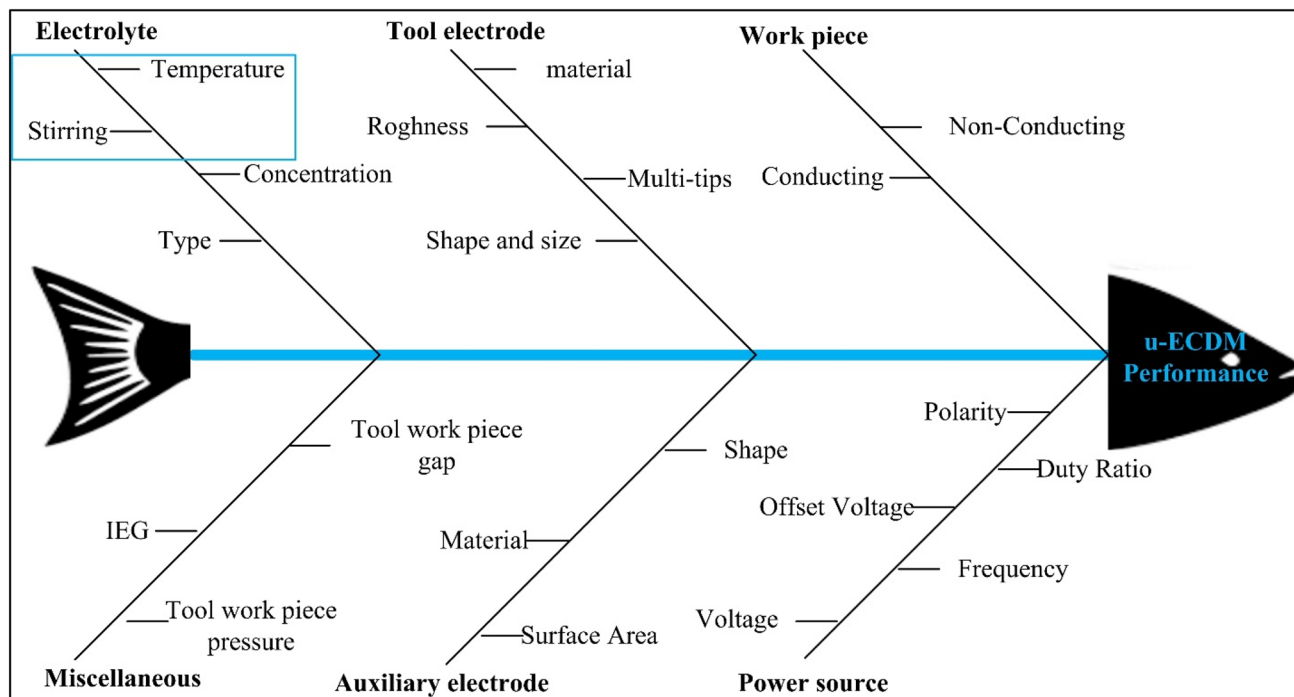 Electrolyte
Temperature
Stirring
Concentration
Type
Tool electrode
material
Roghness
Multi-tips
Shape and size
Work piece
Non-Conducting
Conducting
u-ECDM
Performance
Tool work piece
gap
IEG
Tool work piece
pressure
Miscellaneous
Shape
Material
Surface Area
Auxiliary electrode
Polarity
Duty Ratio
Offset Voltage
Frequency
Voltage
Power source